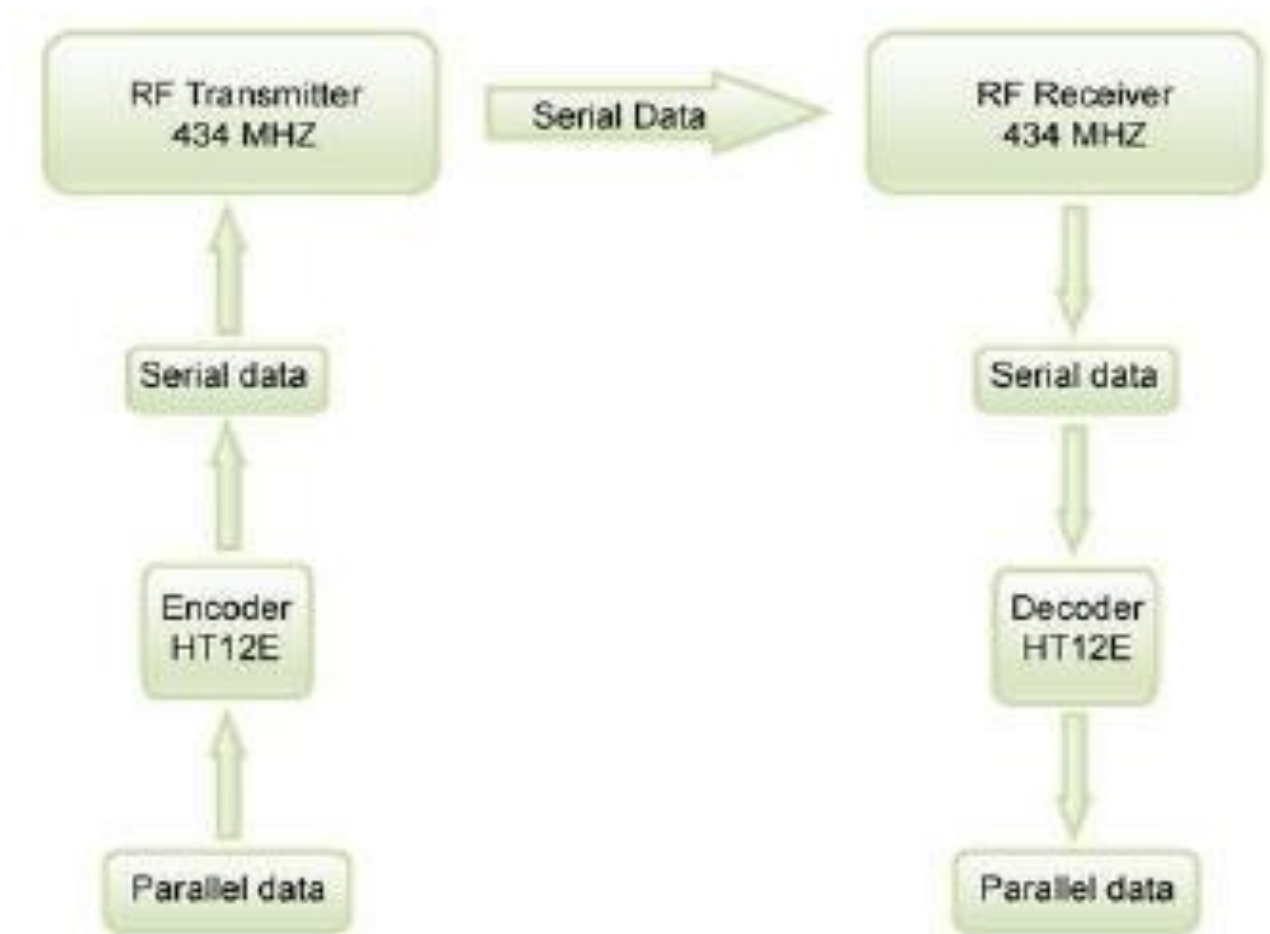 RF Transmitter
434 MHZ
Serial Data
RF Receiver
434 MHZ
Serial data
Serial data
Encoder
HT12E
Decoder
HT12E
Parallel data
Parallel data